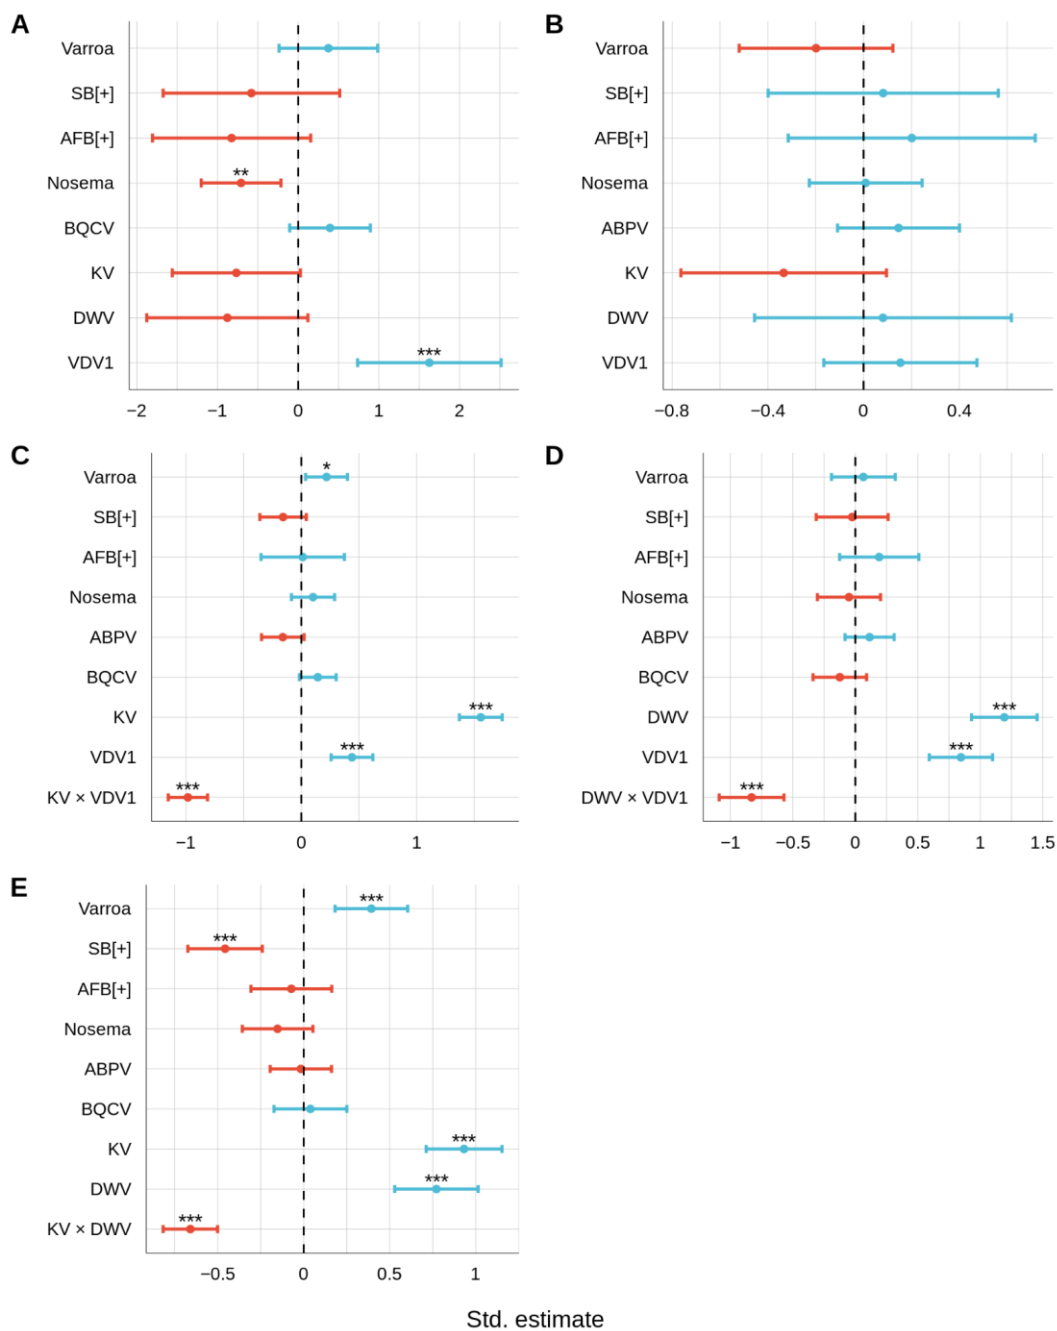 A
Varroa
SB[+]
AFB[+]
Nosema
**
BQCV
KV
DWV
VDV1
***
−2 −1 0 1 2
B
Varroa
SB[+]
AFB[+]
Nosema
ABPV
KV
DWV
VDV1
−0.8 −0.4 0 0.4
C
Varroa
*
SB[+]
AFB[+]
Nosema
ABPV
BQCV
KV
***
VDV1
***
KV × VDV1
***
−1 0 1
D
Varroa
SB[+]
AFB[+]
Nosema
ABPV
BQCV
DWV
***
VDV1
***
DWV × VDV1
***
−1 −0.5 0 0.5 1 1.5
E
Varroa
***
SB[+]
***
AFB[+]
Nosema
ABPV
BQCV
KV
***
DWV
***
KV × DWV
***
−0.5 0 0.5 1
Std. estimate